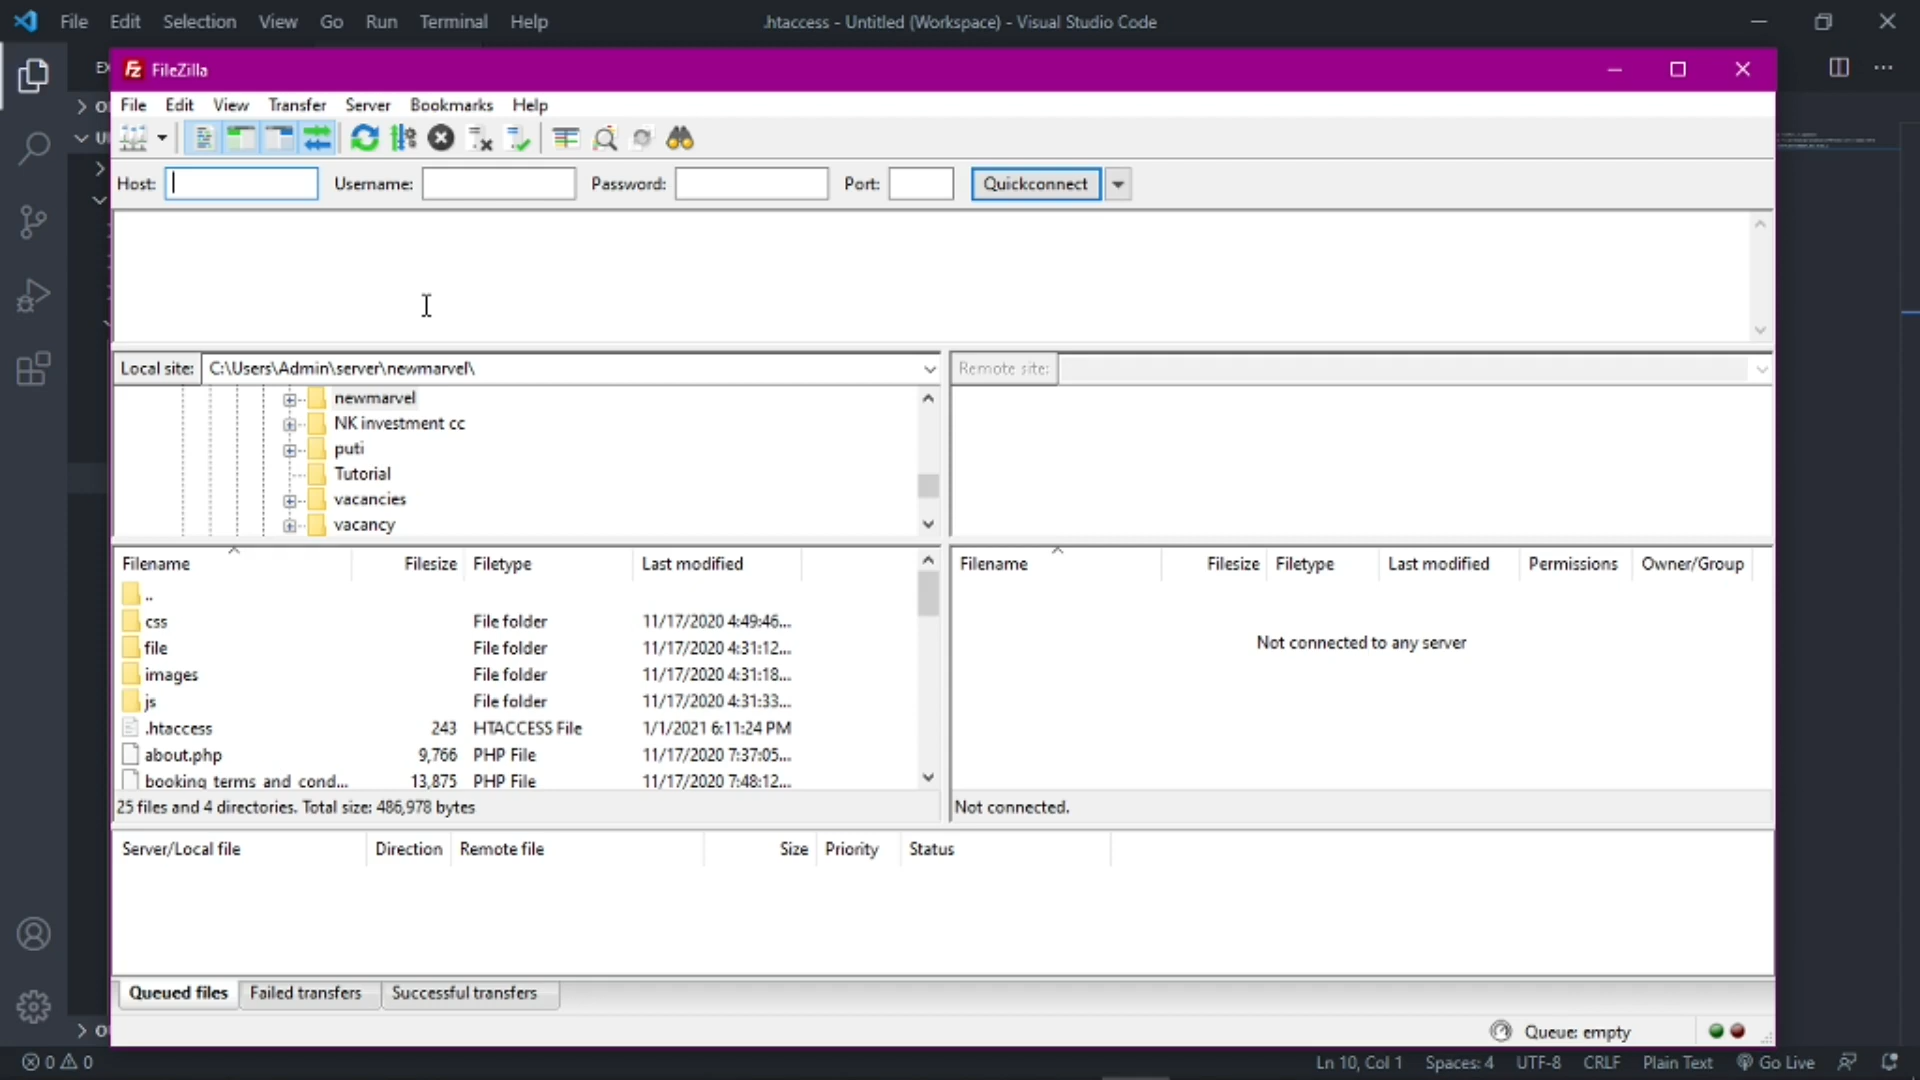 File Edit Selection View Go Run Terminal Help .htaccess - Untitled (Workspace) - Visual Studio Code
FileZilla
File Edit View Transfer Server Bookmarks Help
Host: Username: Password: Port: Quickconnect
Local site: C:\Users\Admin\server\newmarvel\ Remote site:
newmarvel
NK investment cc
puti
Tutorial
vacancies
vacancy
Filename Filesize Filetype Last modified Filename Filesize Filetype Last modified Permissions Owner/Group
..
css File folder 11/17/2020 4:49:46...
file File folder 11/17/2020 4:31:12...
images File folder 11/17/2020 4:31:18...
js File folder 11/17/2020 4:31:33...
.htaccess 243 HTACCESS File 1/1/2021 6:11:24 PM
about.php 9,766 PHP File 11/17/2020 7:37:05...
booking terms and cond... 13,875 PHP File 11/17/2020 7:48:12...
Not connected to any server
25 files and 4 directories. Total size: 486,978 bytes Not connected.
Server/Local file Direction Remote file Size Priority Status
Queued files Failed transfers Successful transfers
Queue: empty
0 0 Ln 10, Col 1 Spaces: 4 UTF-8 CRLF Plain Text Go Live